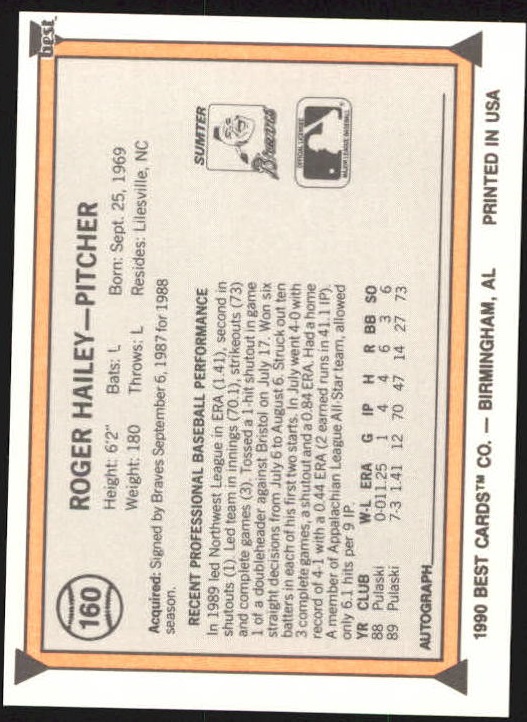 best
160
ROGER HAILEY—PITCHER
Height: 6'2" Bats: L Born: Sept. 25, 1969
Weight: 180 Throws: L Resides: Lilesville, NC
Acquired: Signed by Braves September 6, 1987 for 1988
season.
SUMTER
Braves
OFFICIAL LICENSEE
MAJOR LEAGUE BASEBALL
RECENT PROFESSIONAL BASEBALL PERFORMANCE
In 1989 led Northwest League in ERA (1.41), second in
shutouts (1). Led team in innings (70.1), strikeouts (73)
and complete games (3). Tossed a 1-hit shutout in game
1 of a doubleheader against Bristol on July 17. Won six
straight decisions from July 6 to August 6. Struck out ten
batters in each of his first two starts. In July went 4-0 with
3 complete games, a shutout and a 0.84 ERA. Had a home
record of 4-1 with a 0.44 ERA (2 earned runs in 41.1 IP).
A member of Appalachian League All-Star team, allowed
only 6.1 hits per 9 IP.
YR CLUB W-L ERA G IP H R BB SO
88 Pulaski 0-0 11.25 1 4 4 6 3 6
89 Pulaski 7-3 1.41 12 70 47 14 27 73
AUTOGRAPH
1990 BEST CARDS™ CO. — BIRMINGHAM, AL PRINTED IN USA